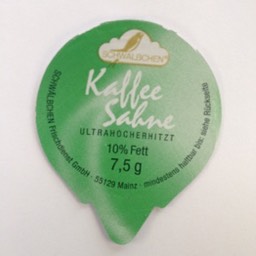 SCHWÄLBCHEN
Kaffee
Sahne
ULTRAHOCHERHITZT
10% Fett
7,5 g
SCHWÄLBCHEN Frischdienst GmbH - 55129 Mainz - mindestens haltbar bis: siehe Rückseite